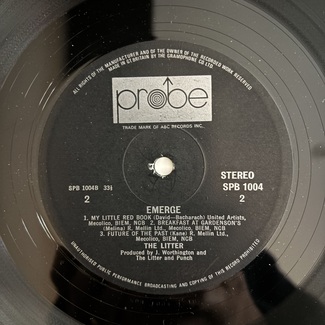 ALL RIGHTS OF THE MANUFACTURER AND OF THE OWNER OF THE RECORDED WORK RESERVED
MADE IN GT. BRITAIN BY THE GRAMOPHONE CO LTD
probe
TRADE MARK OF ABC RECORDS INC.
SPB 1004B 33⅓
2
STEREO
SPB 1004
2
EMERGE
1. MY LITTLE RED BOOK (David—Bacharach) United Artists,
Mecolico, BIEM, NCB 2. BREAKFAST AT GARDENSON'S
(Melina) R. Mellin Ltd., Mecolico, BIEM, NCB
3. FUTURE OF THE PAST (Kane) R. Mellin Ltd.,
Mecolico, BIEM, NCB
THE LITTER
Produced by J. Worthington and
The Litter and Punch
UNAUTHORISED PUBLIC PERFORMANCE BROADCASTING AND COPYING OF THIS RECORD PROHIBITED